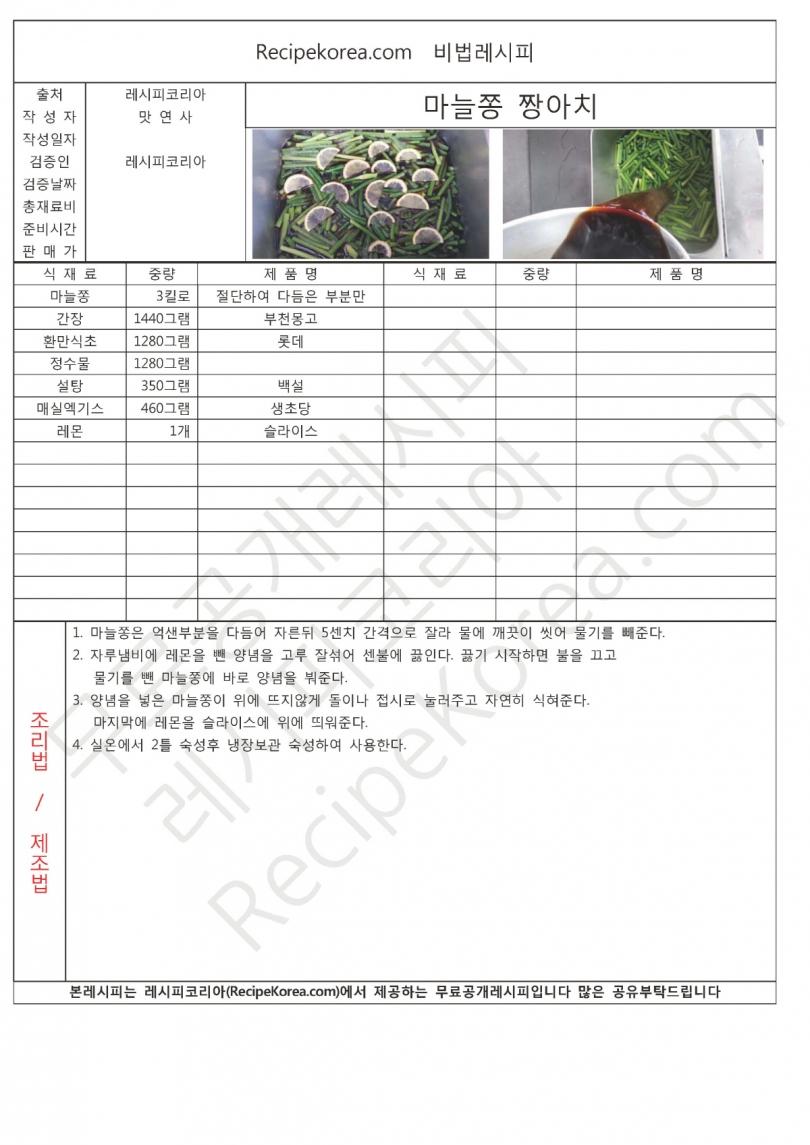 Recipekorea.com 비법레시피
출처 레시피코리아
작 성 자 맛 연 사
마늘쫑 짱아치
작성일자
검증인 레시피코리아
검증날짜
총재료비
준비시간
판 매 가
식 재 료 중량 제 품 명 식 재 료 중량 제 품 명
마늘쫑 3킬로 절단하여 다듬은 부분만
간장 1440그램 부천몽고
환만식초 1280그램 롯데
정수물 1280그램
설탕 350그램 백설
매실엑기스 460그램 생초당
레몬 1개 슬라이스
조리법 / 제조법
1. 마늘쫑은 억샌부분을 다듬어 자른뒤 5센치 간격으로 잘라 물에 깨끗이 씻어 물기를 빼준다.
2. 자루냄비에 레몬을 뺀 양념을 고루 잘섞어 센불에 끓인다. 끓기 시작하면 불을 끄고
물기를 뺀 마늘쫑에 바로 양념을 붜준다.
3. 양념을 넣은 마늘쫑이 위에 뜨지않게 돌이나 접시로 눌러주고 자연히 식혀준다.
마지막에 레몬을 슬라이스에 위에 띄워준다.
4. 실온에서 2틀 숙성후 냉장보관 숙성하여 사용한다.
무료공개레시피
레시피코리아
RecipeKorea.com
본레시피는 레시피코리아(RecipeKorea.com)에서 제공하는 무료공개레시피입니다 많은 공유부탁드립니다